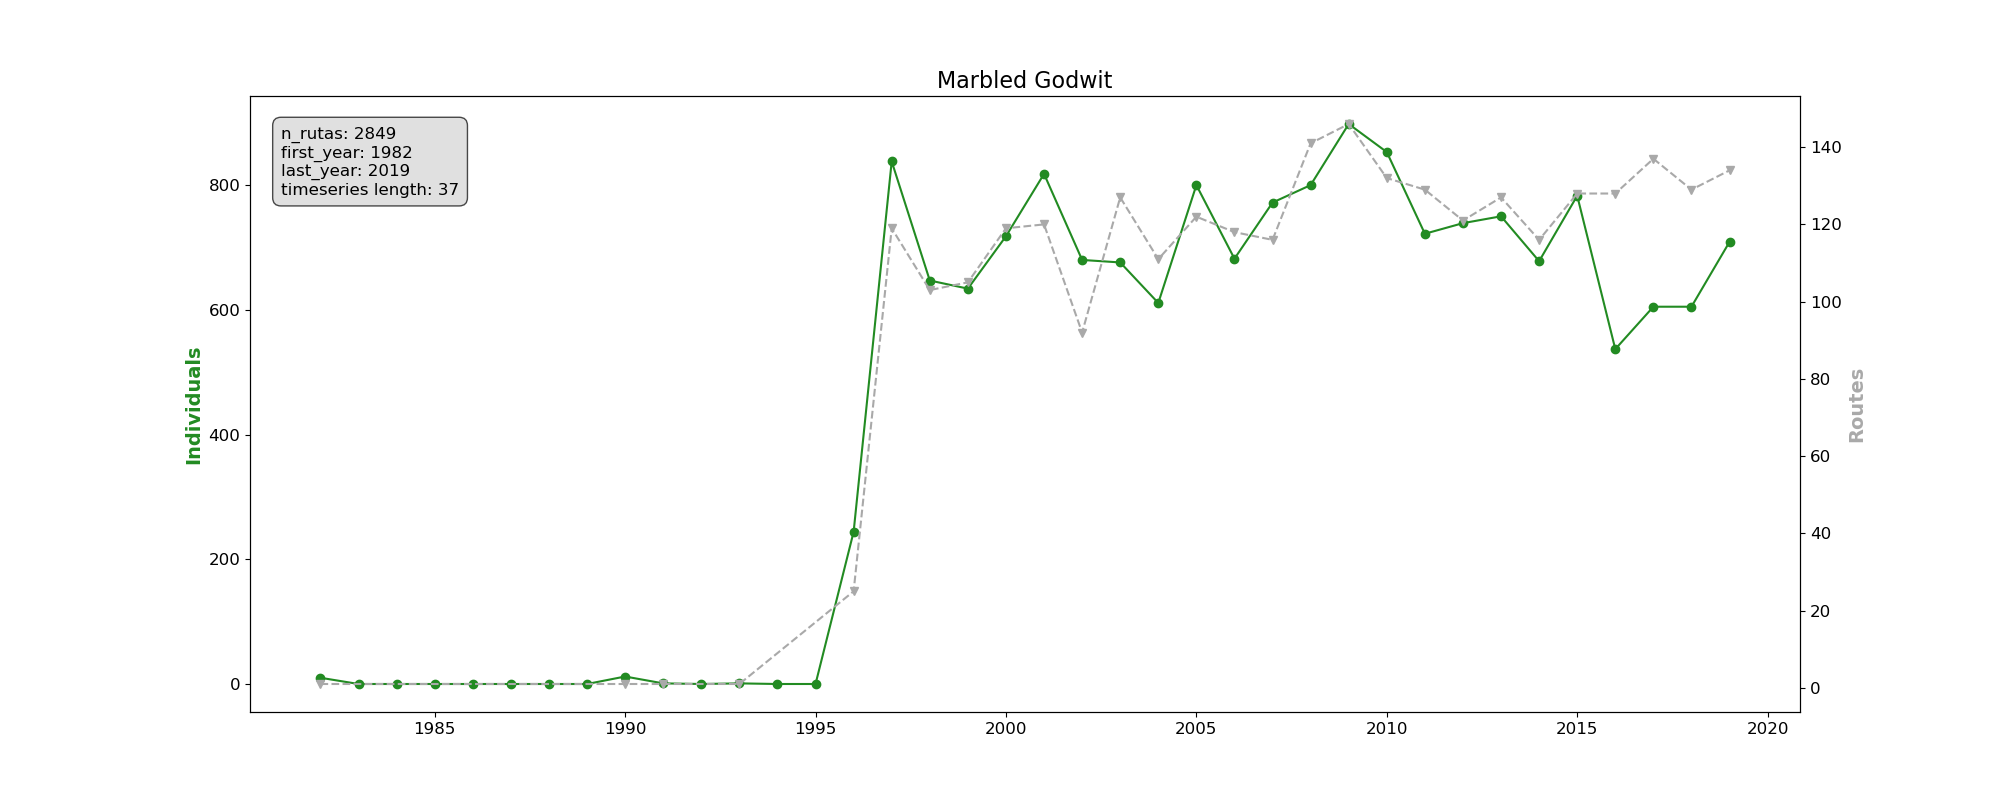 Marbled Godwit
n_rutas: 2849
first_year: 1982
last_year: 2019
timeseries length: 37
Individuals
800
600
400
200
0
140
120
100
80
60
40
20
0
Routes
1985 1990 1995 2000 2005 2010 2015 2020